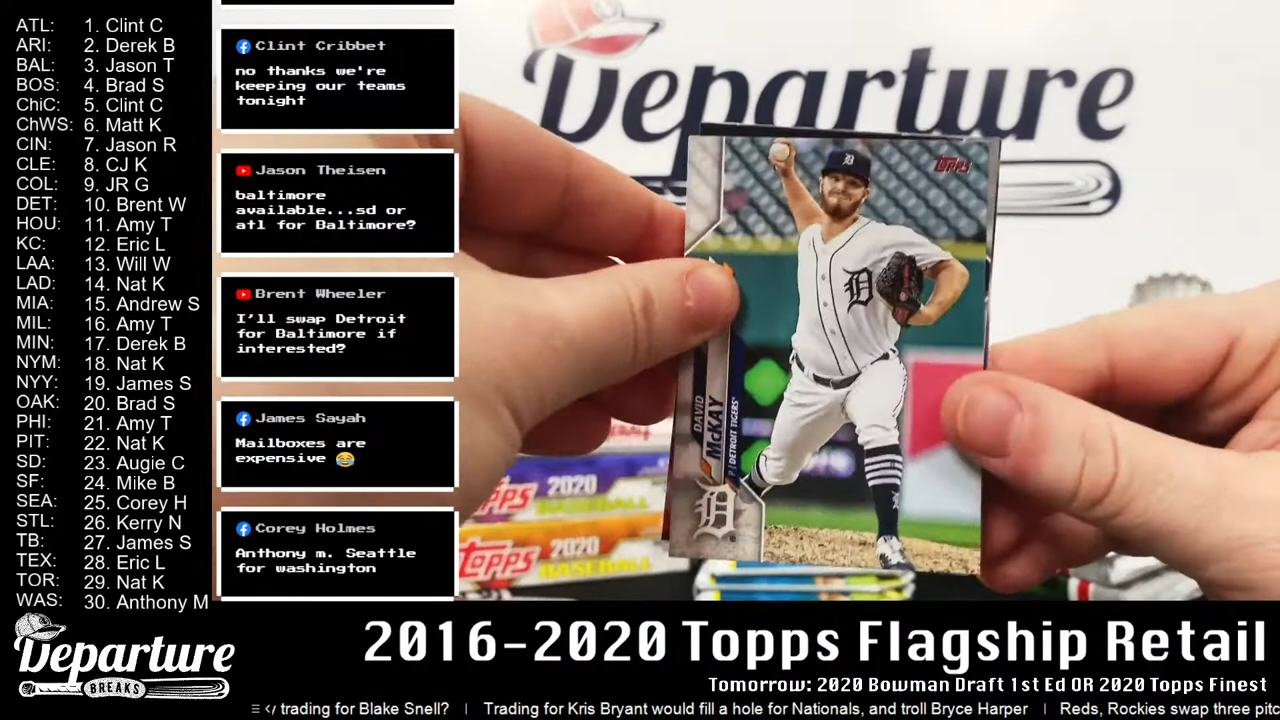 ATL: 1. Clint C
ARI: 2. Derek B
BAL: 3. Jason T
BOS: 4. Brad S
ChiC: 5. Clint C
ChWS: 6. Matt K
CIN: 7. Jason R
CLE: 8. CJ K
COL: 9. JR G
DET: 10. Brent W
HOU: 11. Amy T
KC: 12. Eric L
LAA: 13. Will W
LAD: 14. Nat K
MIA: 15. Andrew S
MIL: 16. Amy T
MIN: 17. Derek B
NYM: 18. Nat K
NYY: 19. James S
OAK: 20. Brad S
PHI: 21. Amy T
PIT: 22. Nat K
SD: 23. Augie C
SF: 24. Mike B
SEA: 25. Corey H
STL: 26. Kerry N
TB: 27. James S
TEX: 28. Eric L
TOR: 29. Nat K
WAS: 30. Anthony M
Clint Cribbet
no thanks we're
keeping our teams
tonight
Jason Theisen
baltimore
available...sd or
atl for Baltimore?
Brent Wheeler
I'll swap Detroit
for Baltimore if
interested?
James Sayah
Mailboxes are
expensive 😂
Corey Holmes
Anthony m. Seattle
for washington
Departure
Topps
D
D
DAVID
McKAY
P | DETROIT TIGERS
D
TOPPS 2020
BASEBALL
TOPPS 2020
BASEBALL
Departure
BREAKS
2016-2020 Topps Flagship Retail
Tomorrow: 2020 Bowman Draft 1st Ed OR 2020 Topps Finest
trading for Blake Snell? | Trading for Kris Bryant would fill a hole for Nationals, and troll Bryce Harper | Reds, Rockies swap three pitc